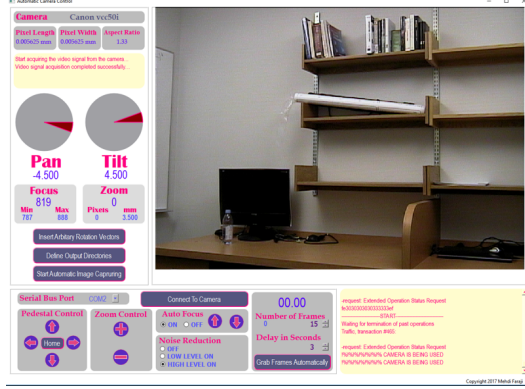 Automatic Camera Control
Camera Canon vcc50i
Pixel Length Pixel Width Aspect Ratio
0.005625 mm 0.005625 mm 1.33
Start acquiring the video signal from the camera...
Video signal acquisition completed successfully...
Pan Tilt
-4.500 4.500
Focus Zoom
819 0
Min Max Pixels mm
787 888 0 3.500
Insert Arbitary Rotation Vectors
Define Output Directories
Start Automatic Image Capruring
Serial Bus Port COM2
Connect To Camera
Pedestal Control
Home
Zoom Control
Auto Focus
ON OFF
Noise Reduction
OFF
LOW LEVEL ON
HIGH LEVEL ON
00.00
Number of Frames
0 15
Delay in Seconds
3
Grab Frames Automatically
-request: Extended Operation Status Request
START
Waiting for termination of past operations
-request: Extended Operation Status Request
CAMERA IS BEING USED
CAMERA IS BEING USED
Copyright 2017 Mehdi Faraji